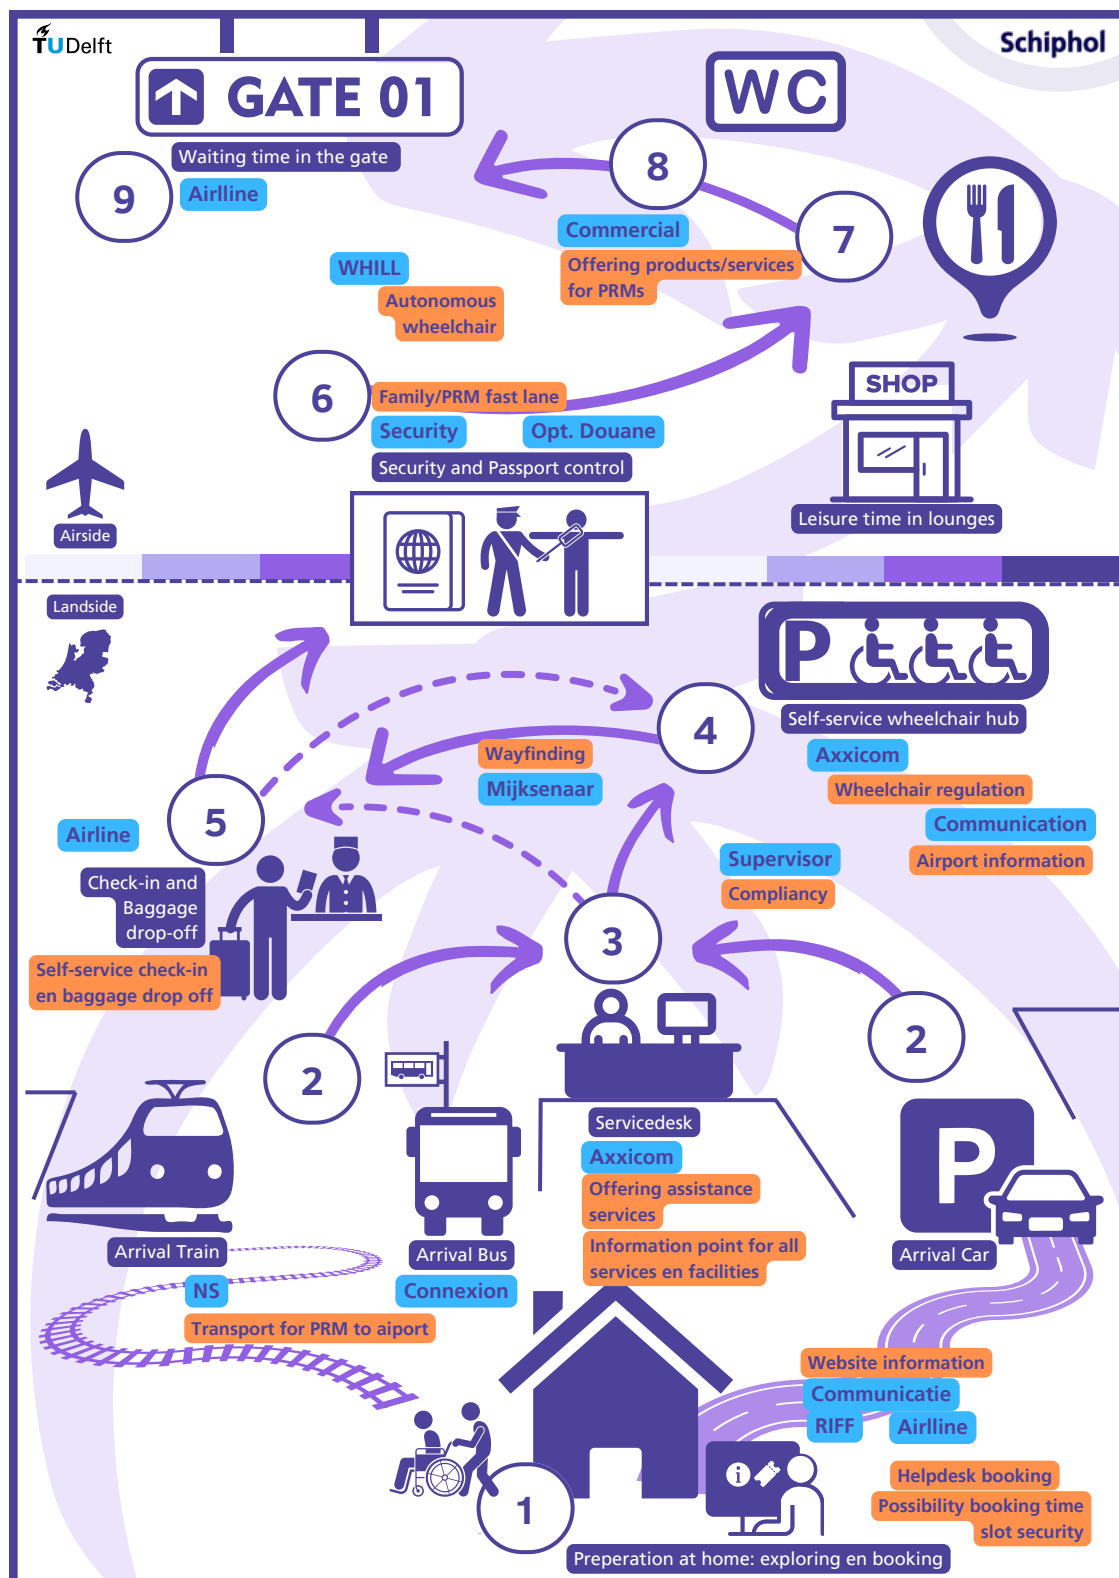 TUDelft
Schiphol
GATE 01
WC
Waiting time in the gate
9
Airlline
8
7
Commercial
Offering products/services
for PRMs
WHILL
Autonomous
wheelchair
6
Family/PRM fast lane
Security
Opt. Douane
Security and Passport control
SHOP
Leisure time in lounges
Airside
Landside
P
Self-service wheelchair hub
4
Axxicom
Wheelchair regulation
Communication
Airport information
Wayfinding
Mijksenaar
5
Airline
Check-in and
Baggage
drop-off
Self-service check-in
en baggage drop off
Supervisor
Compliancy
3
2
2
Servicedesk
Axxicom
Offering assistance
services
Information point for all
services en facilities
P
Arrival Train
NS
Transport for PRM to aiport
Arrival Bus
Connexion
Arrival Car
Website information
Communicatie
RIFF
Airlline
Helpdesk booking
Possibility booking time
slot security
i
1
Preperation at home: exploring en booking